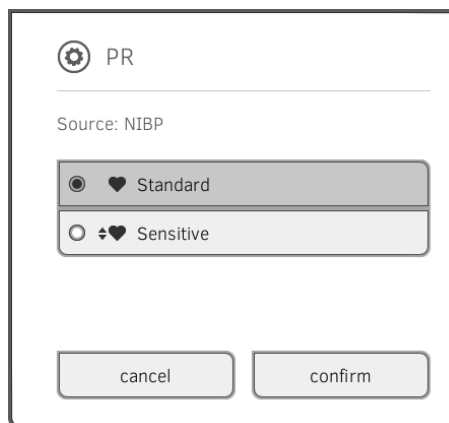 PR
Source: NIBP
Standard
Sensitive
cancel
confirm